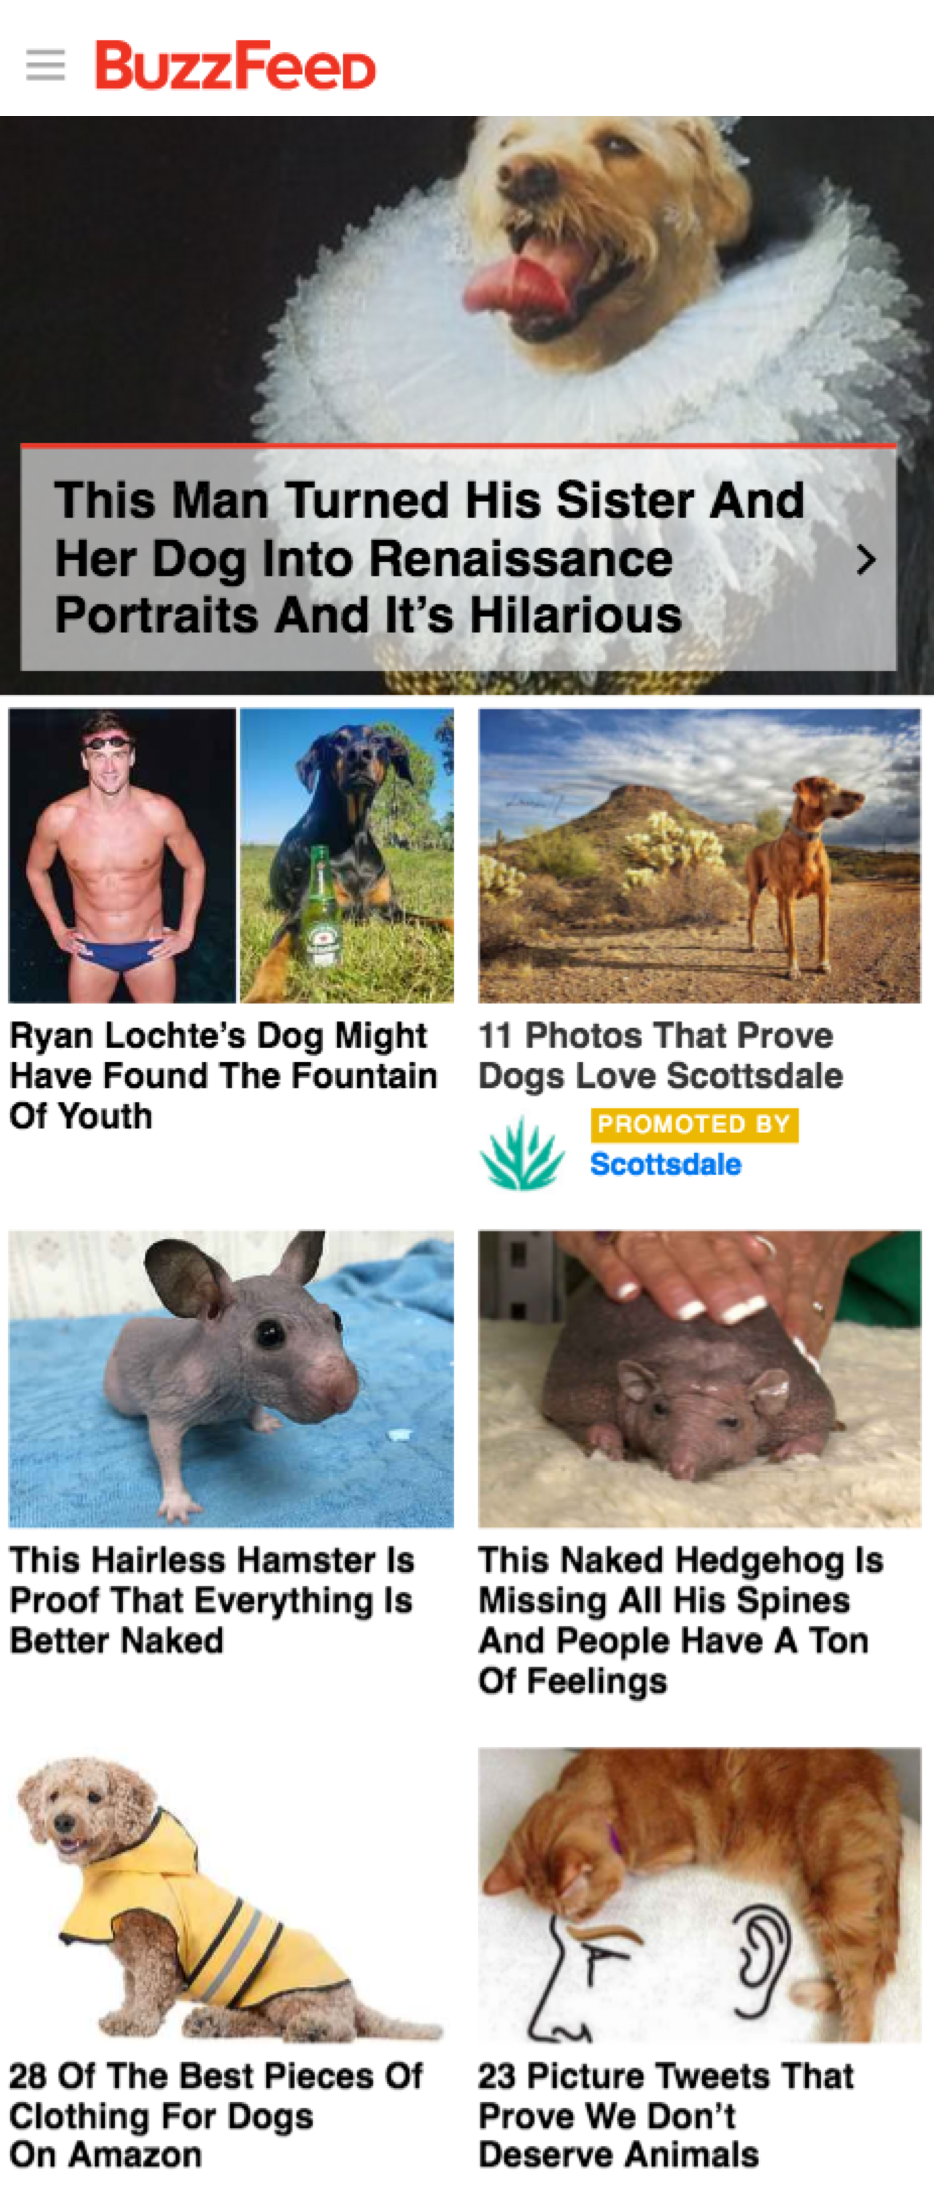 BuzzFeed
This Man Turned His Sister And
Her Dog Into Renaissance
Portraits And It's Hilarious
Ryan Lochte's Dog Might
Have Found The Fountain
Of Youth
11 Photos That Prove
Dogs Love Scottsdale
PROMOTED BY
Scottsdale
This Hairless Hamster Is
Proof That Everything Is
Better Naked
This Naked Hedgehog Is
Missing All His Spines
And People Have A Ton
Of Feelings
28 Of The Best Pieces Of
Clothing For Dogs
On Amazon
23 Picture Tweets That
Prove We Don't
Deserve Animals